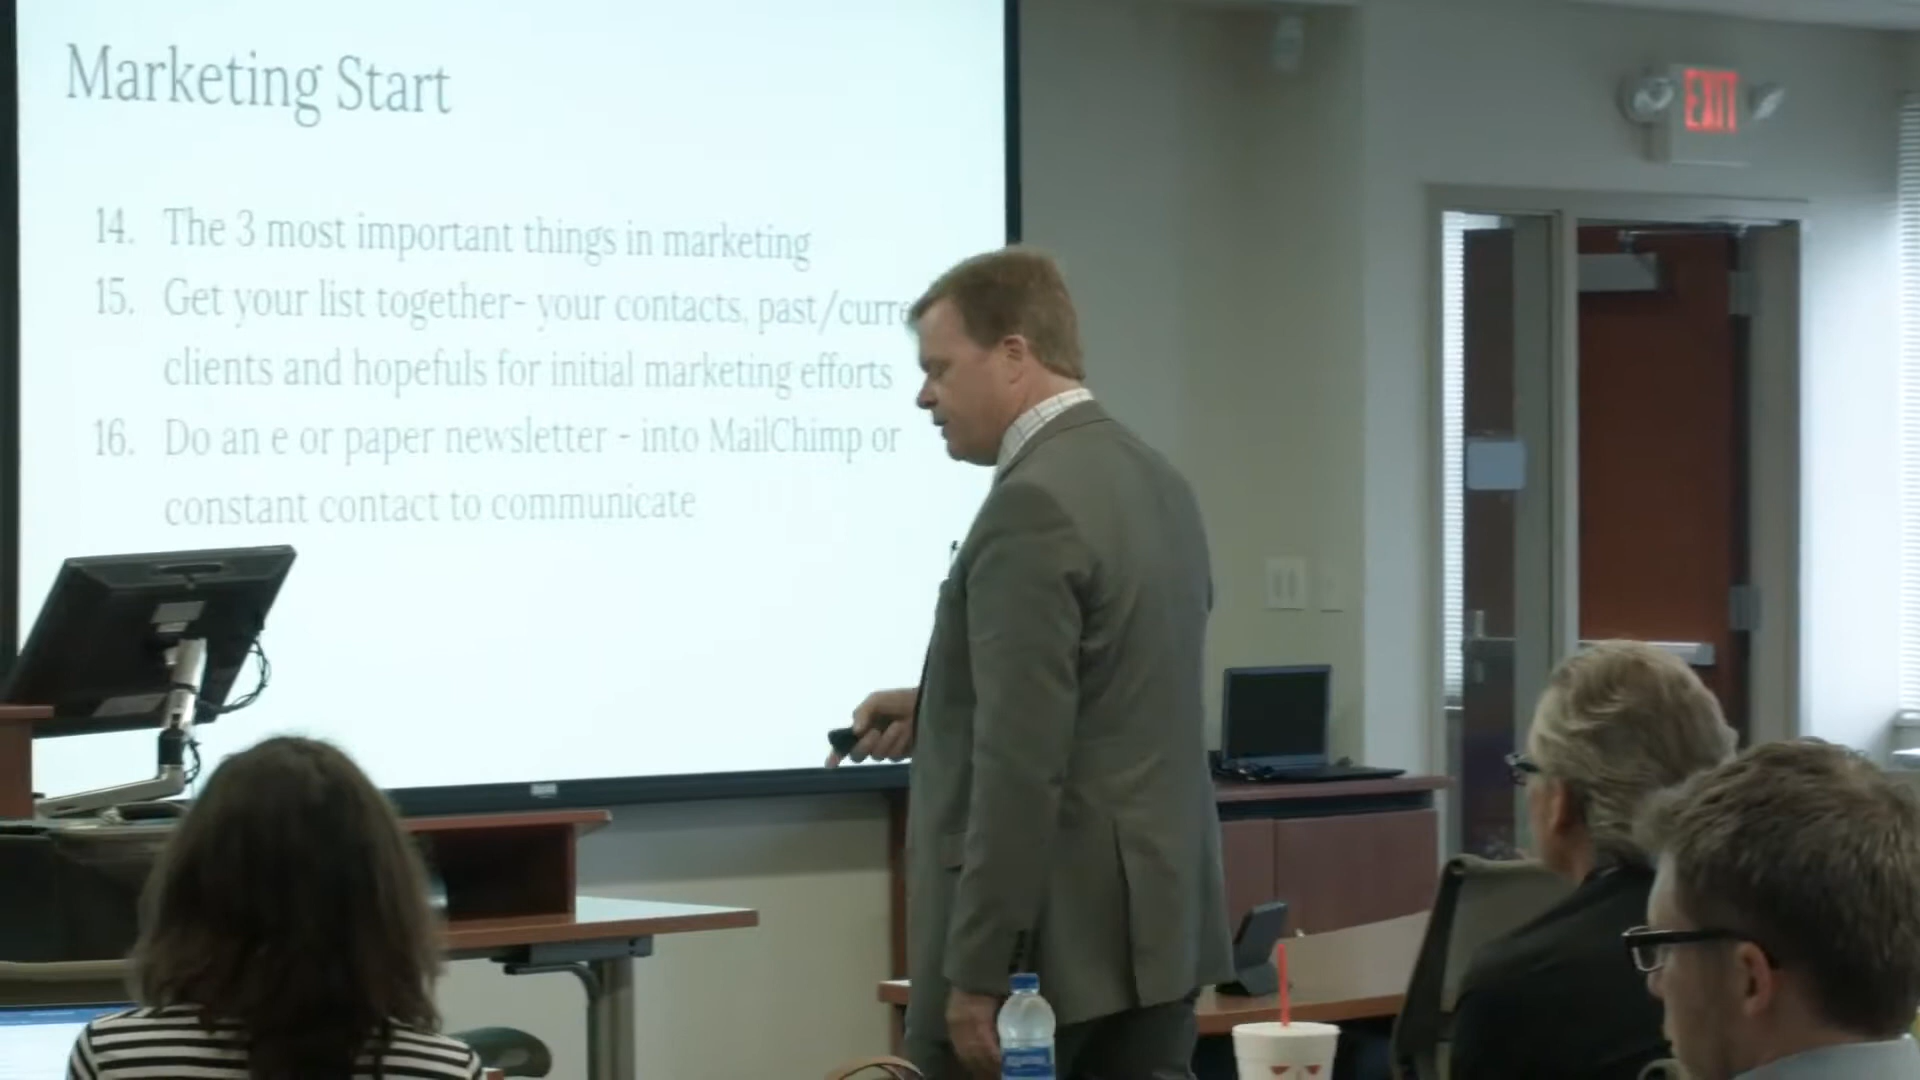 Marketing Start
14. The 3 most important things in marketing
15. Get your list together- your contacts, past/curre
clients and hopefuls for initial marketing efforts
16. Do an e or paper newsletter - into MailChimp or
constant contact to communicate
EXIT